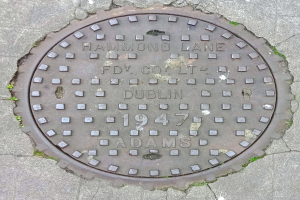 HAMMOND LANE
FDY. Co. LTD.
DUBLIN
1947
ADAMS